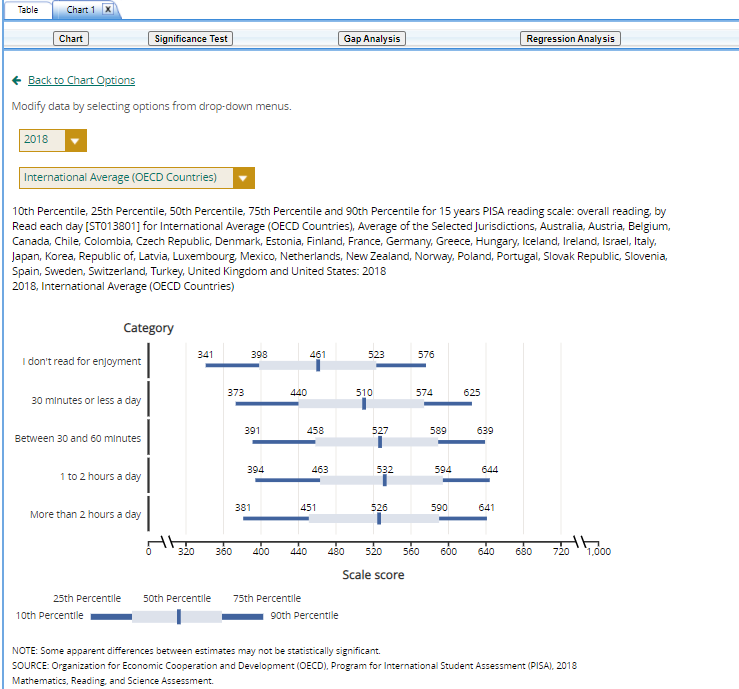 Table Chart 1 X
Chart Significance Test Gap Analysis Regression Analysis
Back to Chart Options
Modify data by selecting options from drop-down menus.
2018
International Average (OECD Countries)
10th Percentile, 25th Percentile, 50th Percentile, 75th Percentile and 90th Percentile for 15 years PISA reading scale: overall reading, by
Read each day [ST013801] for International Average (OECD Countries), Average of the Selected Jurisdictions, Australia, Austria, Belgium,
Canada, Chile, Colombia, Czech Republic, Denmark, Estonia, Finland, France, Germany, Greece, Hungary, Iceland, Ireland, Israel, Italy,
Japan, Korea, Republic of, Latvia, Luxembourg, Mexico, Netherlands, New Zealand, Norway, Poland, Portugal, Slovak Republic, Slovenia,
Spain, Sweden, Switzerland, Turkey, United Kingdom and United States: 2018
2018, International Average (OECD Countries)
Category
341 398 461 523 576
I don't read for enjoyment
373 440 510 574 625
30 minutes or less a day
391 458 527 589 639
Between 30 and 60 minutes
394 463 532 594 644
1 to 2 hours a day
381 451 526 590 641
More than 2 hours a day
0 320 360 400 440 480 520 560 600 640 680 720 1,000
Scale score
25th Percentile 50th Percentile 75th Percentile
10th Percentile 90th Percentile
NOTE: Some apparent differences between estimates may not be statistically significant.
SOURCE: Organization for Economic Cooperation and Development (OECD), Program for International Student Assessment (PISA), 2018
Mathematics, Reading, and Science Assessment.